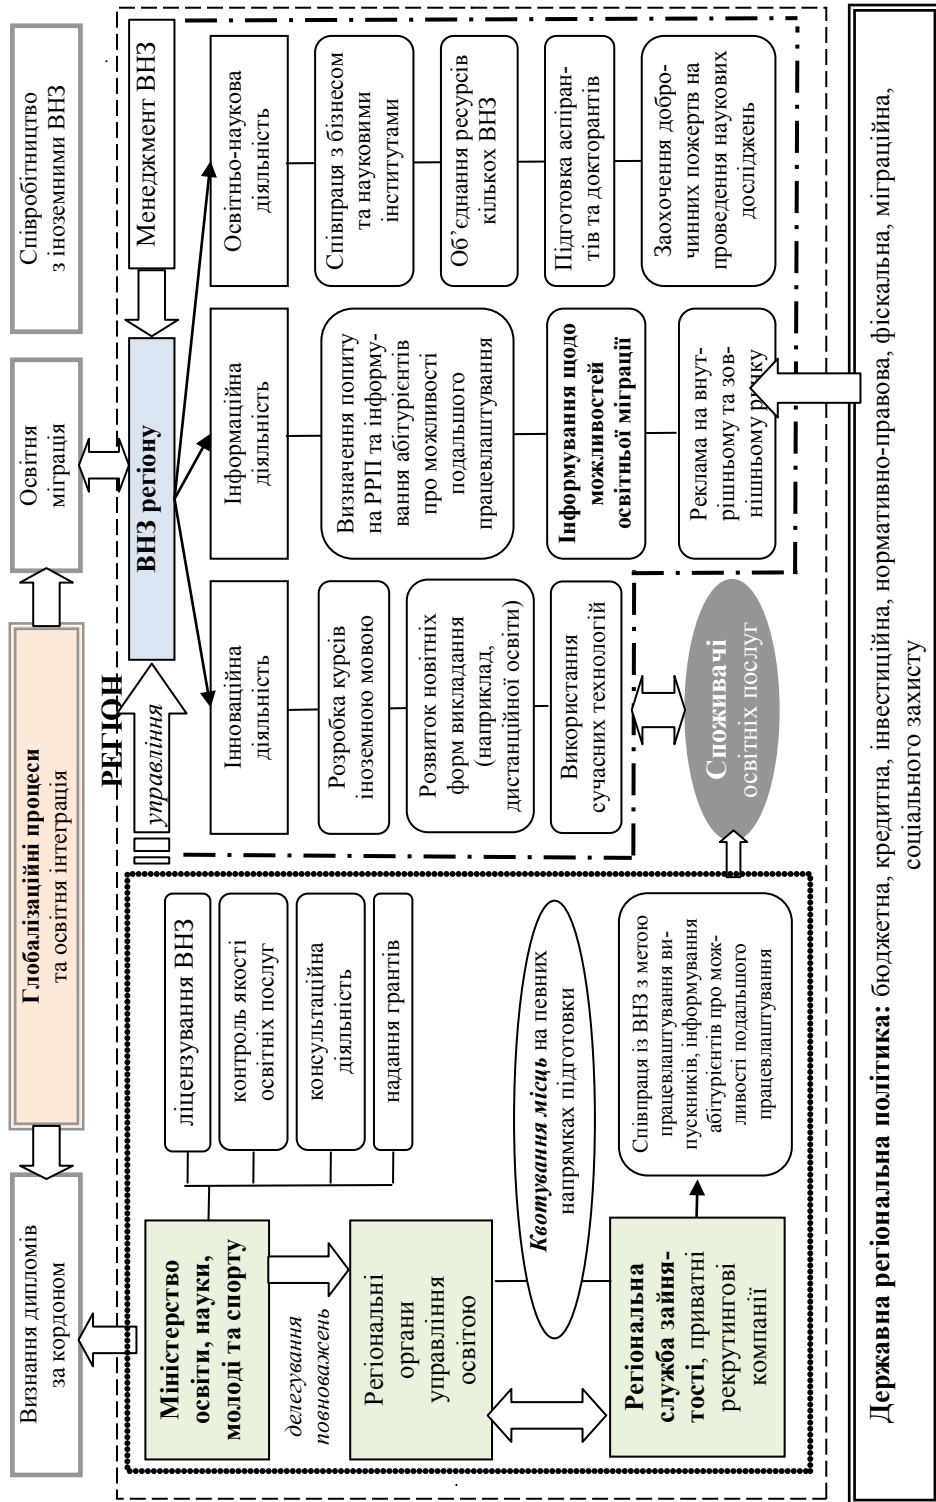 Визнання дипломів
за кордоном
Глобалізаційні процеси
та освітня інтеграція
Освітня
міграція
Співробітництво
з іноземними ВНЗ
РЕГІОН
Міністерство
освіти, науки,
молоді та спорту
ліцензування ВНЗ
контроль якості
освітніх послуг
консультаційна
діяльність
надання грантів
делегування
повноважень
Регіональні
органи
управління
освітою
Квотування місць на певних
напрямках підготовки
Регіональна
служба зайня-
тості, приватні
рекрутингові
компанії
Співпраця із ВНЗ з метою
працевлаштування ви-
пускників, інформування
абітурієнтів про мож-
ливості подальшого
працевлаштування
управління
ВНЗ регіону
Менеджмент ВНЗ
Інноваційна
діяльність
Розробка курсів
іноземною мовою
Розвиток новітніх
форм викладання
(наприклад,
дистанційної освіти)
Використання
сучасних технологій
Інформаційна
діяльність
Визначення попиту
на РРП та інформу-
вання абітурієнтів
про можливості
подальшого
працевлаштування
Інформування щодо
можливостей
освітньої міграції
Реклама на внут-
рішньому та зов-
нішньому ринку
Освітньо-наукова
діяльність
Співпраця з бізнесом
та науковими
інститутами
Об’єднання ресурсів
кількох ВНЗ
Підготовка аспіран-
тів та докторантів
Заохочення добро-
чинних пожертв на
проведення наукових
досліджень
Споживачі
освітніх послуг
Державна регіональна політика: бюджетна, кредитна, інвестиційна, нормативно-правова, фіскальна, міграційна,
соціального захисту